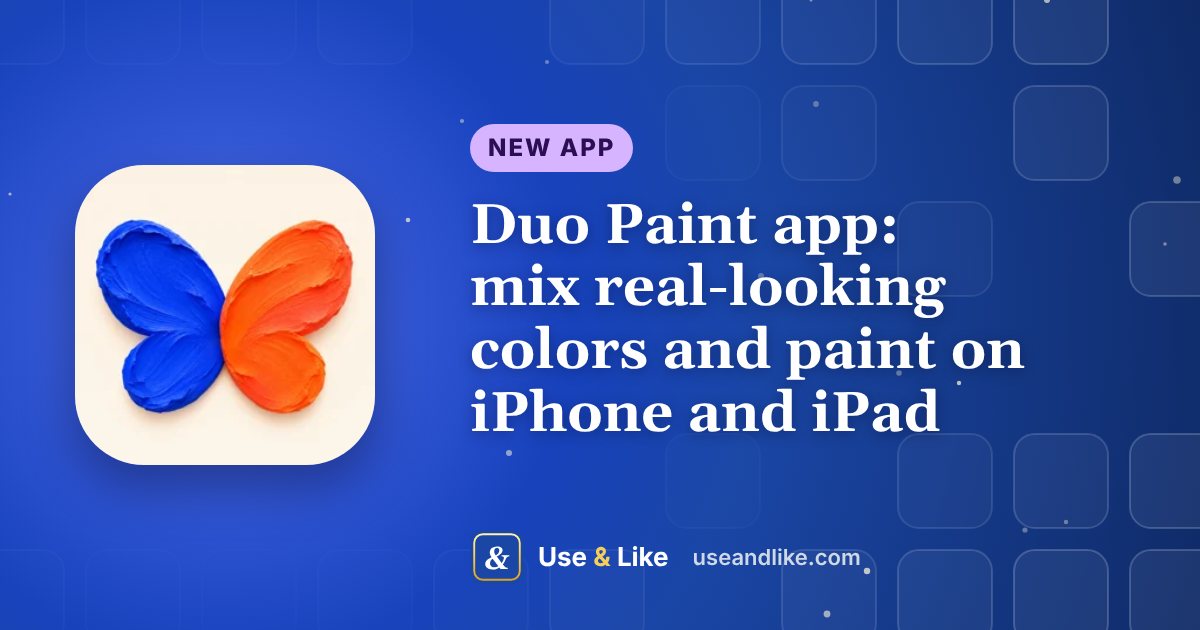 NEW APP
Duo Paint app:
mix real-looking
colors and paint on
iPhone and iPad
& Use & Like useandlike.com